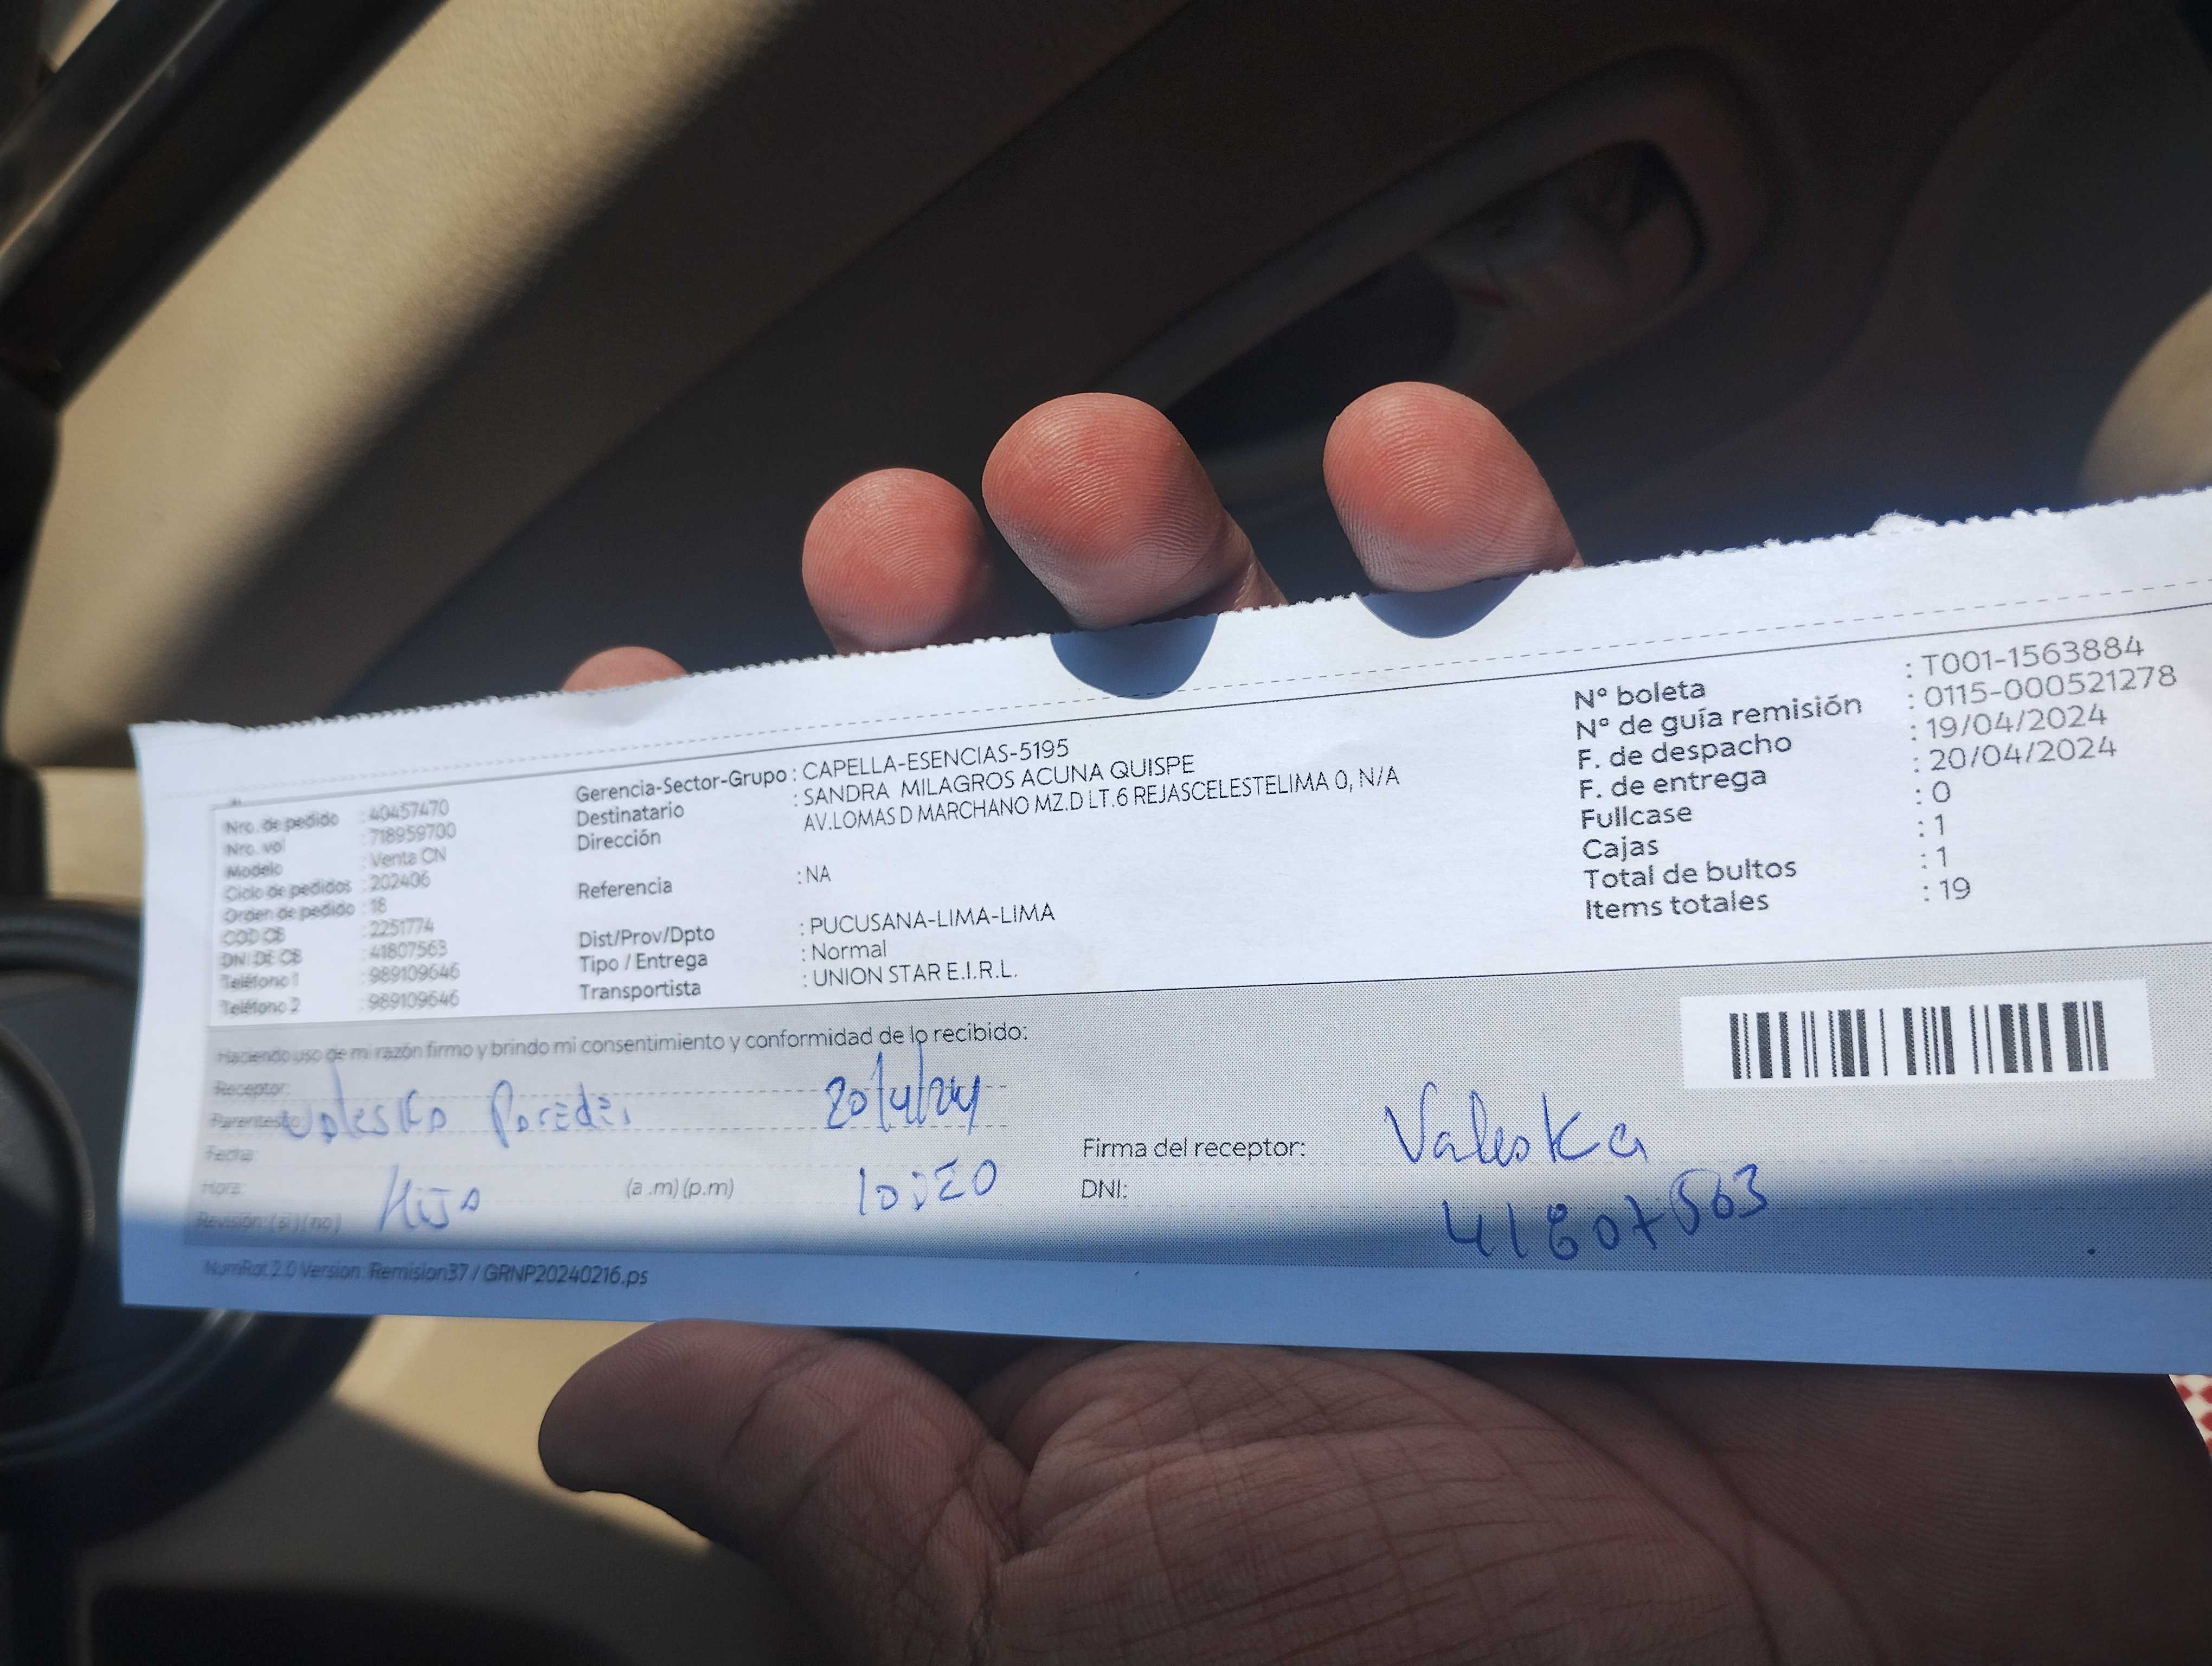 Nro. de pedido : 40457470
Nro. vol : 718959700
Modelo : Venta CN
Ciclo de pedidos : 202406
Orden de pedido : 18
COD CB : 2251774
DNI DE CB : 41807563
Teléfono 1 : 989109646
Teléfono 2 : 989109646
Gerencia-Sector-Grupo : CAPELLA-ESENCIAS-5195
Destinatario : SANDRA MILAGROS ACUNA QUISPE
Dirección AV.LOMAS D MARCHANO MZ.D LT.6 REJASCELESTELIMA 0, N/A
Referencia : NA
Dist/Prov/Dpto : PUCUSANA-LIMA-LIMA
Tipo / Entrega : Normal
Transportista : UNION STAR E.I.R.L.
Nº boleta : T001-1563884
Nº de guía remisión : 0115-000521278
F. de despacho : 19/04/2024
F. de entrega : 20/04/2024
Fullcase : 0
Cajas : 1
Total de bultos : 1
Items totales : 19
Haciendo uso de mi razón firmo y brindo mi consentimiento y conformidad de lo recibido:
Receptor:
Parentesco: Valeska Paredes 20/4/24
Fecha:
Hora: Hija (a.m) (p.m) 10:20
Revisión: (si) (no)
Firma del receptor: Valeska
DNI: 41807563
NumRot 2.0 Version: Remision37 / GRNP20240216.ps